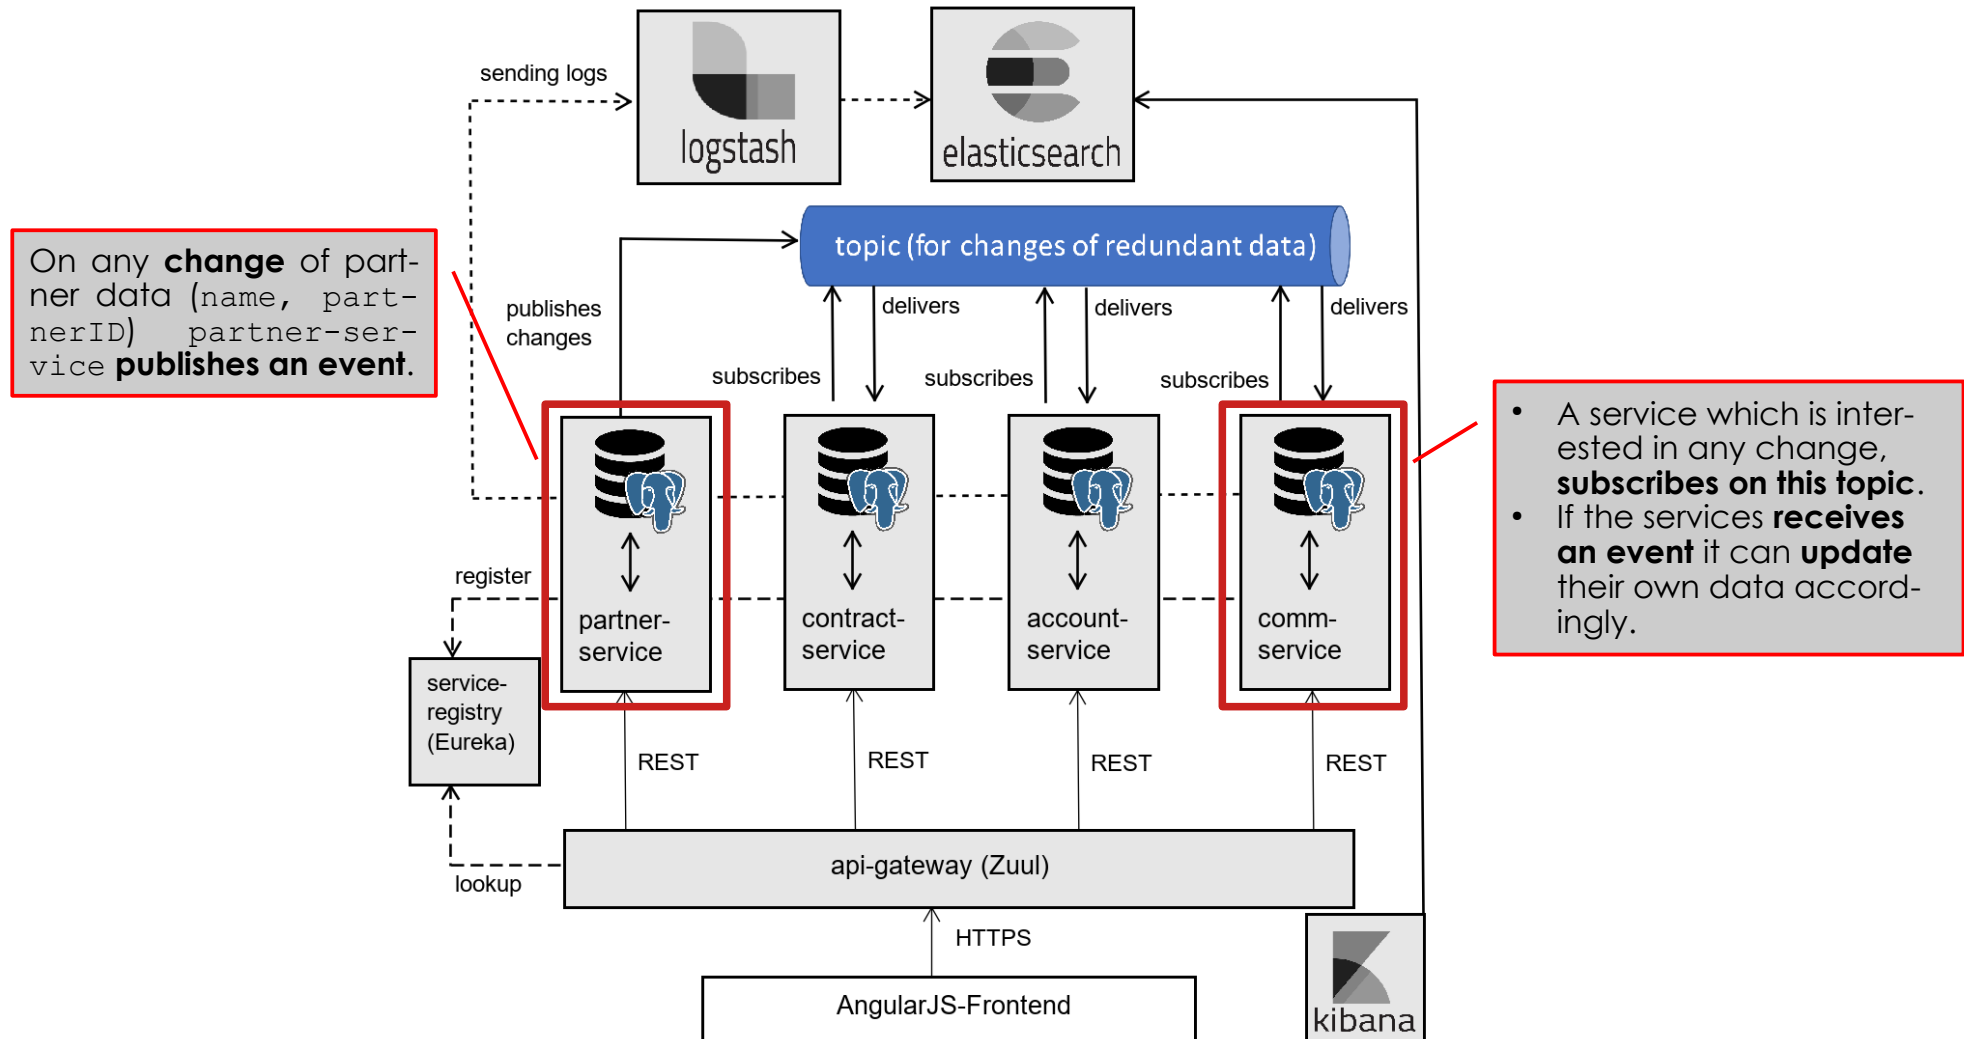 sending logs
logstash
elasticsearch
topic (for changes of redundant data)
On any change of part-
ner data (name, part-
nerID) partner-ser-
vice publishes an event.
publishes
changes
delivers
delivers
delivers
subscribes
subscribes
subscribes
• A service which is inter-
ested in any change,
subscribes on this topic.
• If the services receives
an event it can update
their own data accord-
ingly.
register
partner-
service
contract-
service
account-
service
comm-
service
service-
registry
(Eureka)
REST
REST
REST
REST
api-gateway (Zuul)
lookup
HTTPS
AngularJS-Frontend
kibana